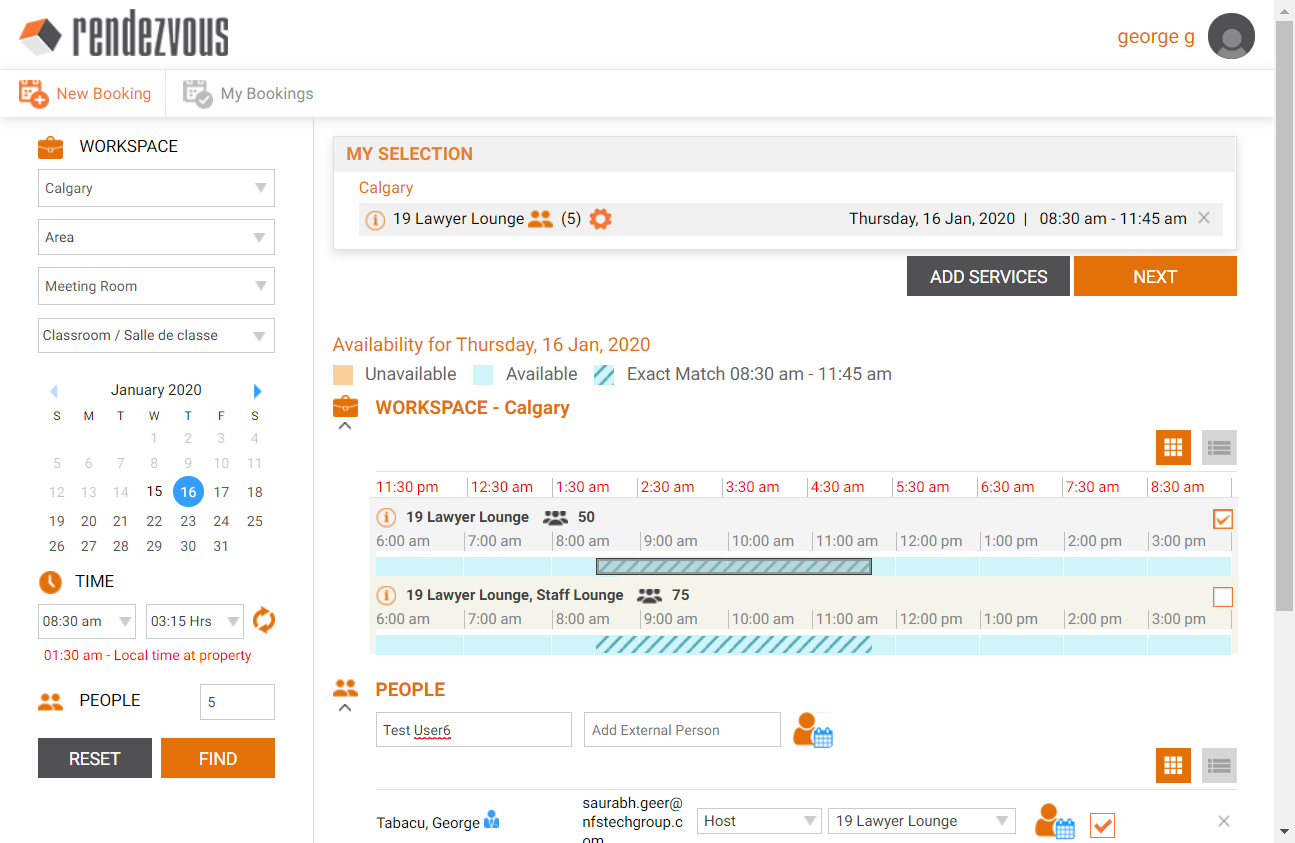 rendezvous
george g
New Booking
My Bookings
WORKSPACE
Calgary
Area
Meeting Room
Classroom / Salle de classe
January 2020
S M T W T F S
1 2 3 4
5 6 7 8 9 10 11
12 13 14 15 16 17 18
19 20 21 22 23 24 25
26 27 28 29 30 31
TIME
08:30 am 03:15 Hrs
01:30 am - Local time at property
PEOPLE 5
RESET FIND
MY SELECTION
Calgary
19 Lawyer Lounge (5) Thursday, 16 Jan, 2020 | 08:30 am - 11:45 am
ADD SERVICES NEXT
Availability for Thursday, 16 Jan, 2020
Unavailable Available Exact Match 08:30 am - 11:45 am
WORKSPACE - Calgary
11:30 pm 12:30 am 1:30 am 2:30 am 3:30 am 4:30 am 5:30 am 6:30 am 7:30 am 8:30 am
19 Lawyer Lounge 50
6:00 am 7:00 am 8:00 am 9:00 am 10:00 am 11:00 am 12:00 pm 1:00 pm 2:00 pm 3:00 pm
19 Lawyer Lounge, Staff Lounge 75
6:00 am 7:00 am 8:00 am 9:00 am 10:00 am 11:00 am 12:00 pm 1:00 pm 2:00 pm 3:00 pm
PEOPLE
Test User6 Add External Person
Tabacu, George
saurabh.geer@
nfstechgroup.c
om
Host 19 Lawyer Lounge